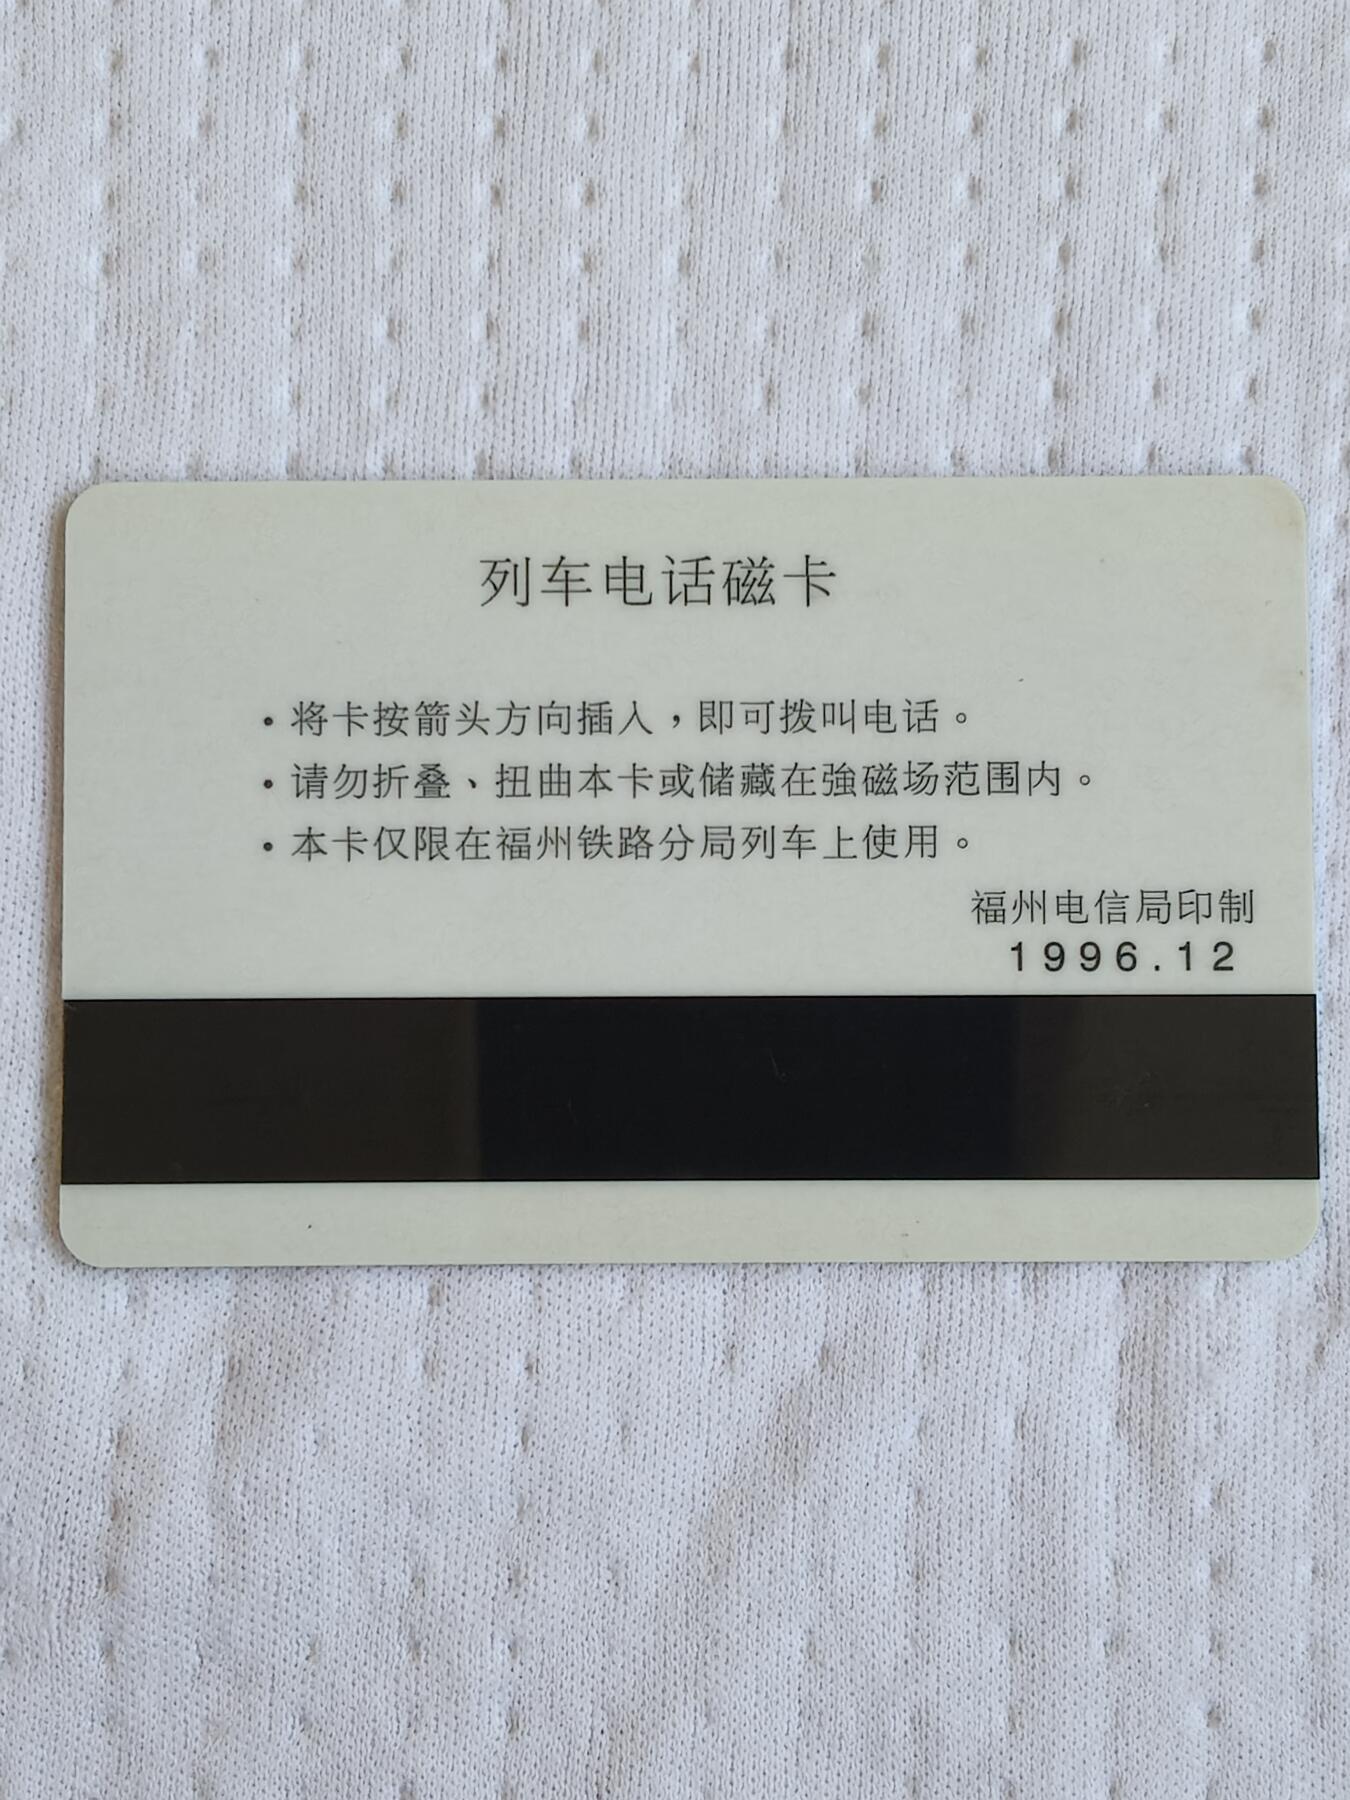 列车电话磁卡
•将卡按箭头方向插入，即可拨叫电话。
•请勿折叠、扭曲本卡或储藏在強磁场范围内。
•本卡仅限在福州铁路分局列车上使用。
福州电信局印制
1996.12